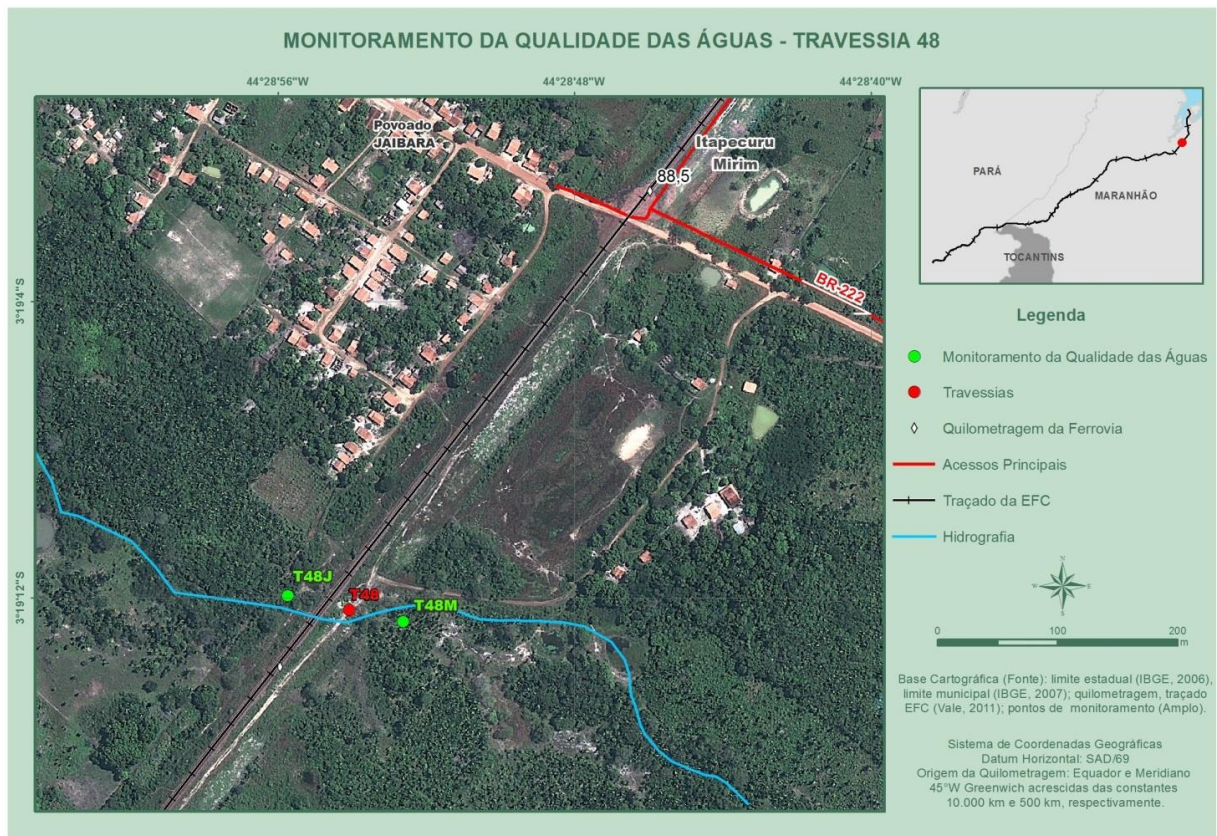 MONITORAMENTO DA QUALIDADE DAS ÁGUAS - TRAVESSIA 48
44°28'56"W
44°28'48"W
44°28'40"W
3°19'4"S
3°19'12"S
Povoado
JAIBARA
Itapecuru
Mirim
88,5
BR-222
T48J
T48
T48M
PARÁ
MARANHÃO
TOCANTINS
Legenda
Monitoramento da Qualidade das Águas
Travessias
Quilometragem da Ferrovia
Acessos Principais
Traçado da EFC
Hidrografia
N
0 100 200
m
Base Cartográfica (Fonte): limite estadual (IBGE, 2006),
limite municipal (IBGE, 2007); quilometragem, traçado
EFC (Vale, 2011); pontos de monitoramento (Amplo).
Sistema de Coordenadas Geográficas
Datum Horizontal: SAD/69
Origem da Quilometragem: Equador e Meridiano
45°W Greenwich acrescidas das constantes
10.000 km e 500 km, respectivamente.